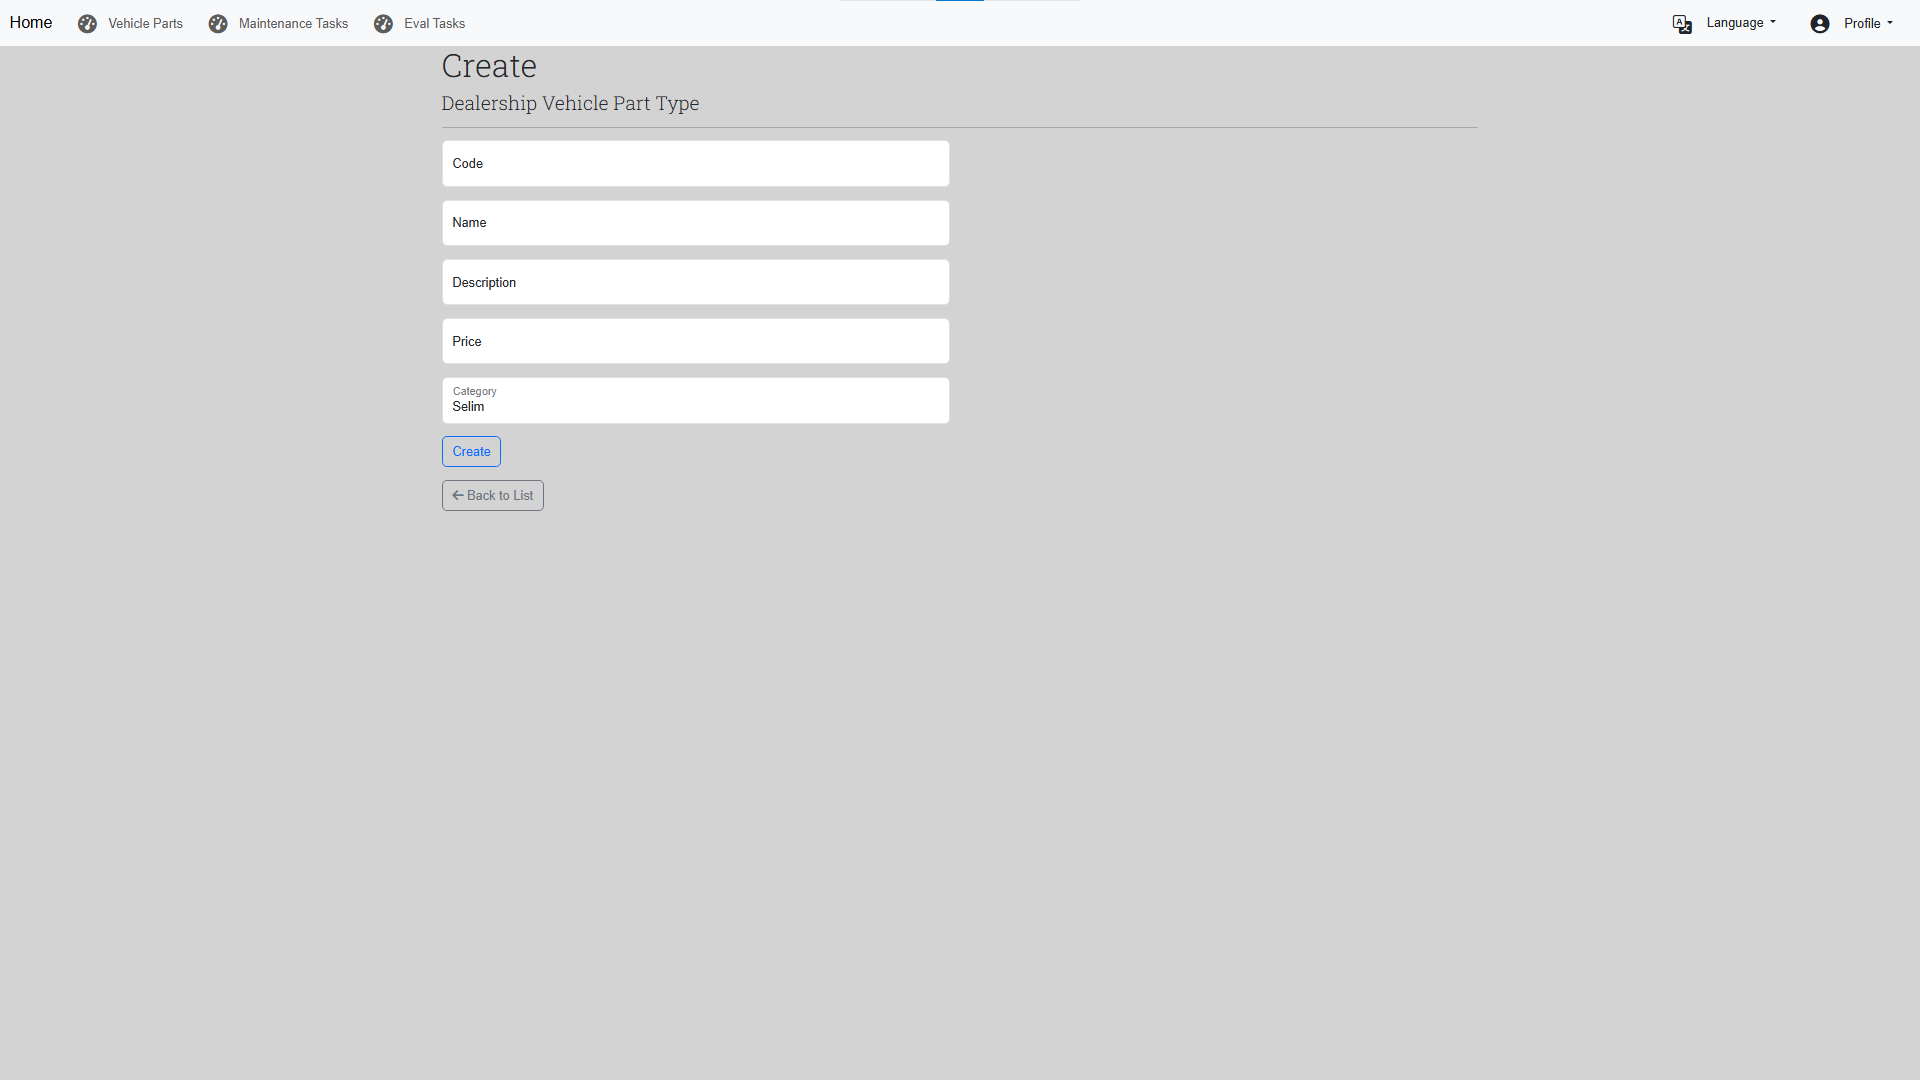 Home Vehicle Parts Maintenance Tasks Eval Tasks Language Profile
Create
Dealership Vehicle Part Type
Code
Name
Description
Price
Category
Selim
Create
Back to List